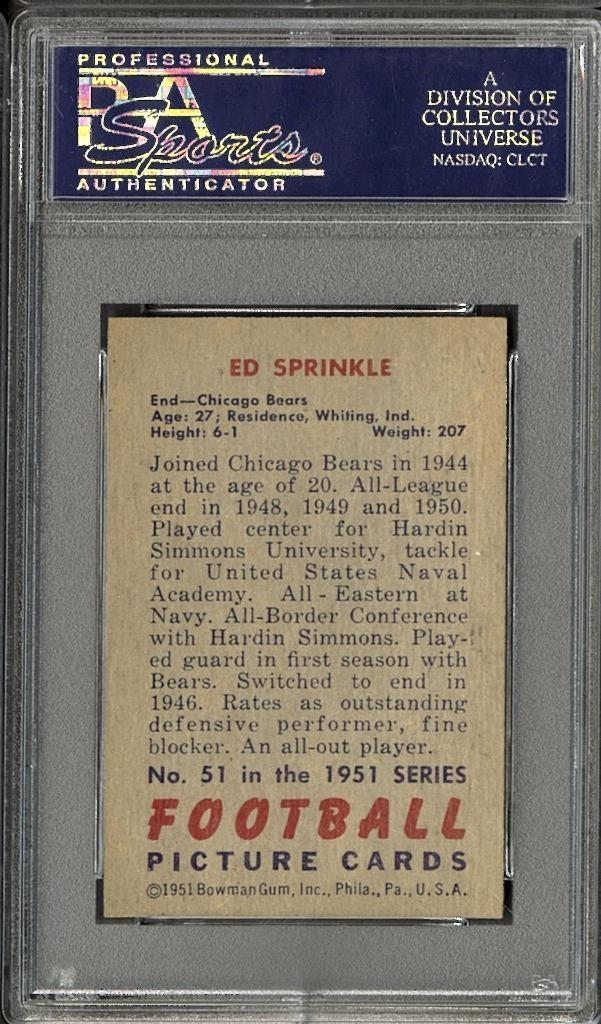 PROFESSIONAL
PSA
Sports®
AUTHENTICATOR
A
DIVISION OF
COLLECTORS
UNIVERSE
NASDAQ: CLCT
ED SPRINKLE
End—Chicago Bears
Age: 27; Residence, Whiting, Ind.
Height: 6-1 Weight: 207
Joined Chicago Bears in 1944
at the age of 20. All-League
end in 1948, 1949 and 1950.
Played center for Hardin
Simmons University, tackle
for United States Naval
Academy. All - Eastern at
Navy. All-Border Conference
with Hardin Simmons. Play-
ed guard in first season with
Bears. Switched to end in
1946. Rates as outstanding
defensive performer, fine
blocker. An all-out player.
No. 51 in the 1951 SERIES
FOOTBALL
PICTURE CARDS
©1951 Bowman Gum, Inc., Phila., Pa., U.S.A.